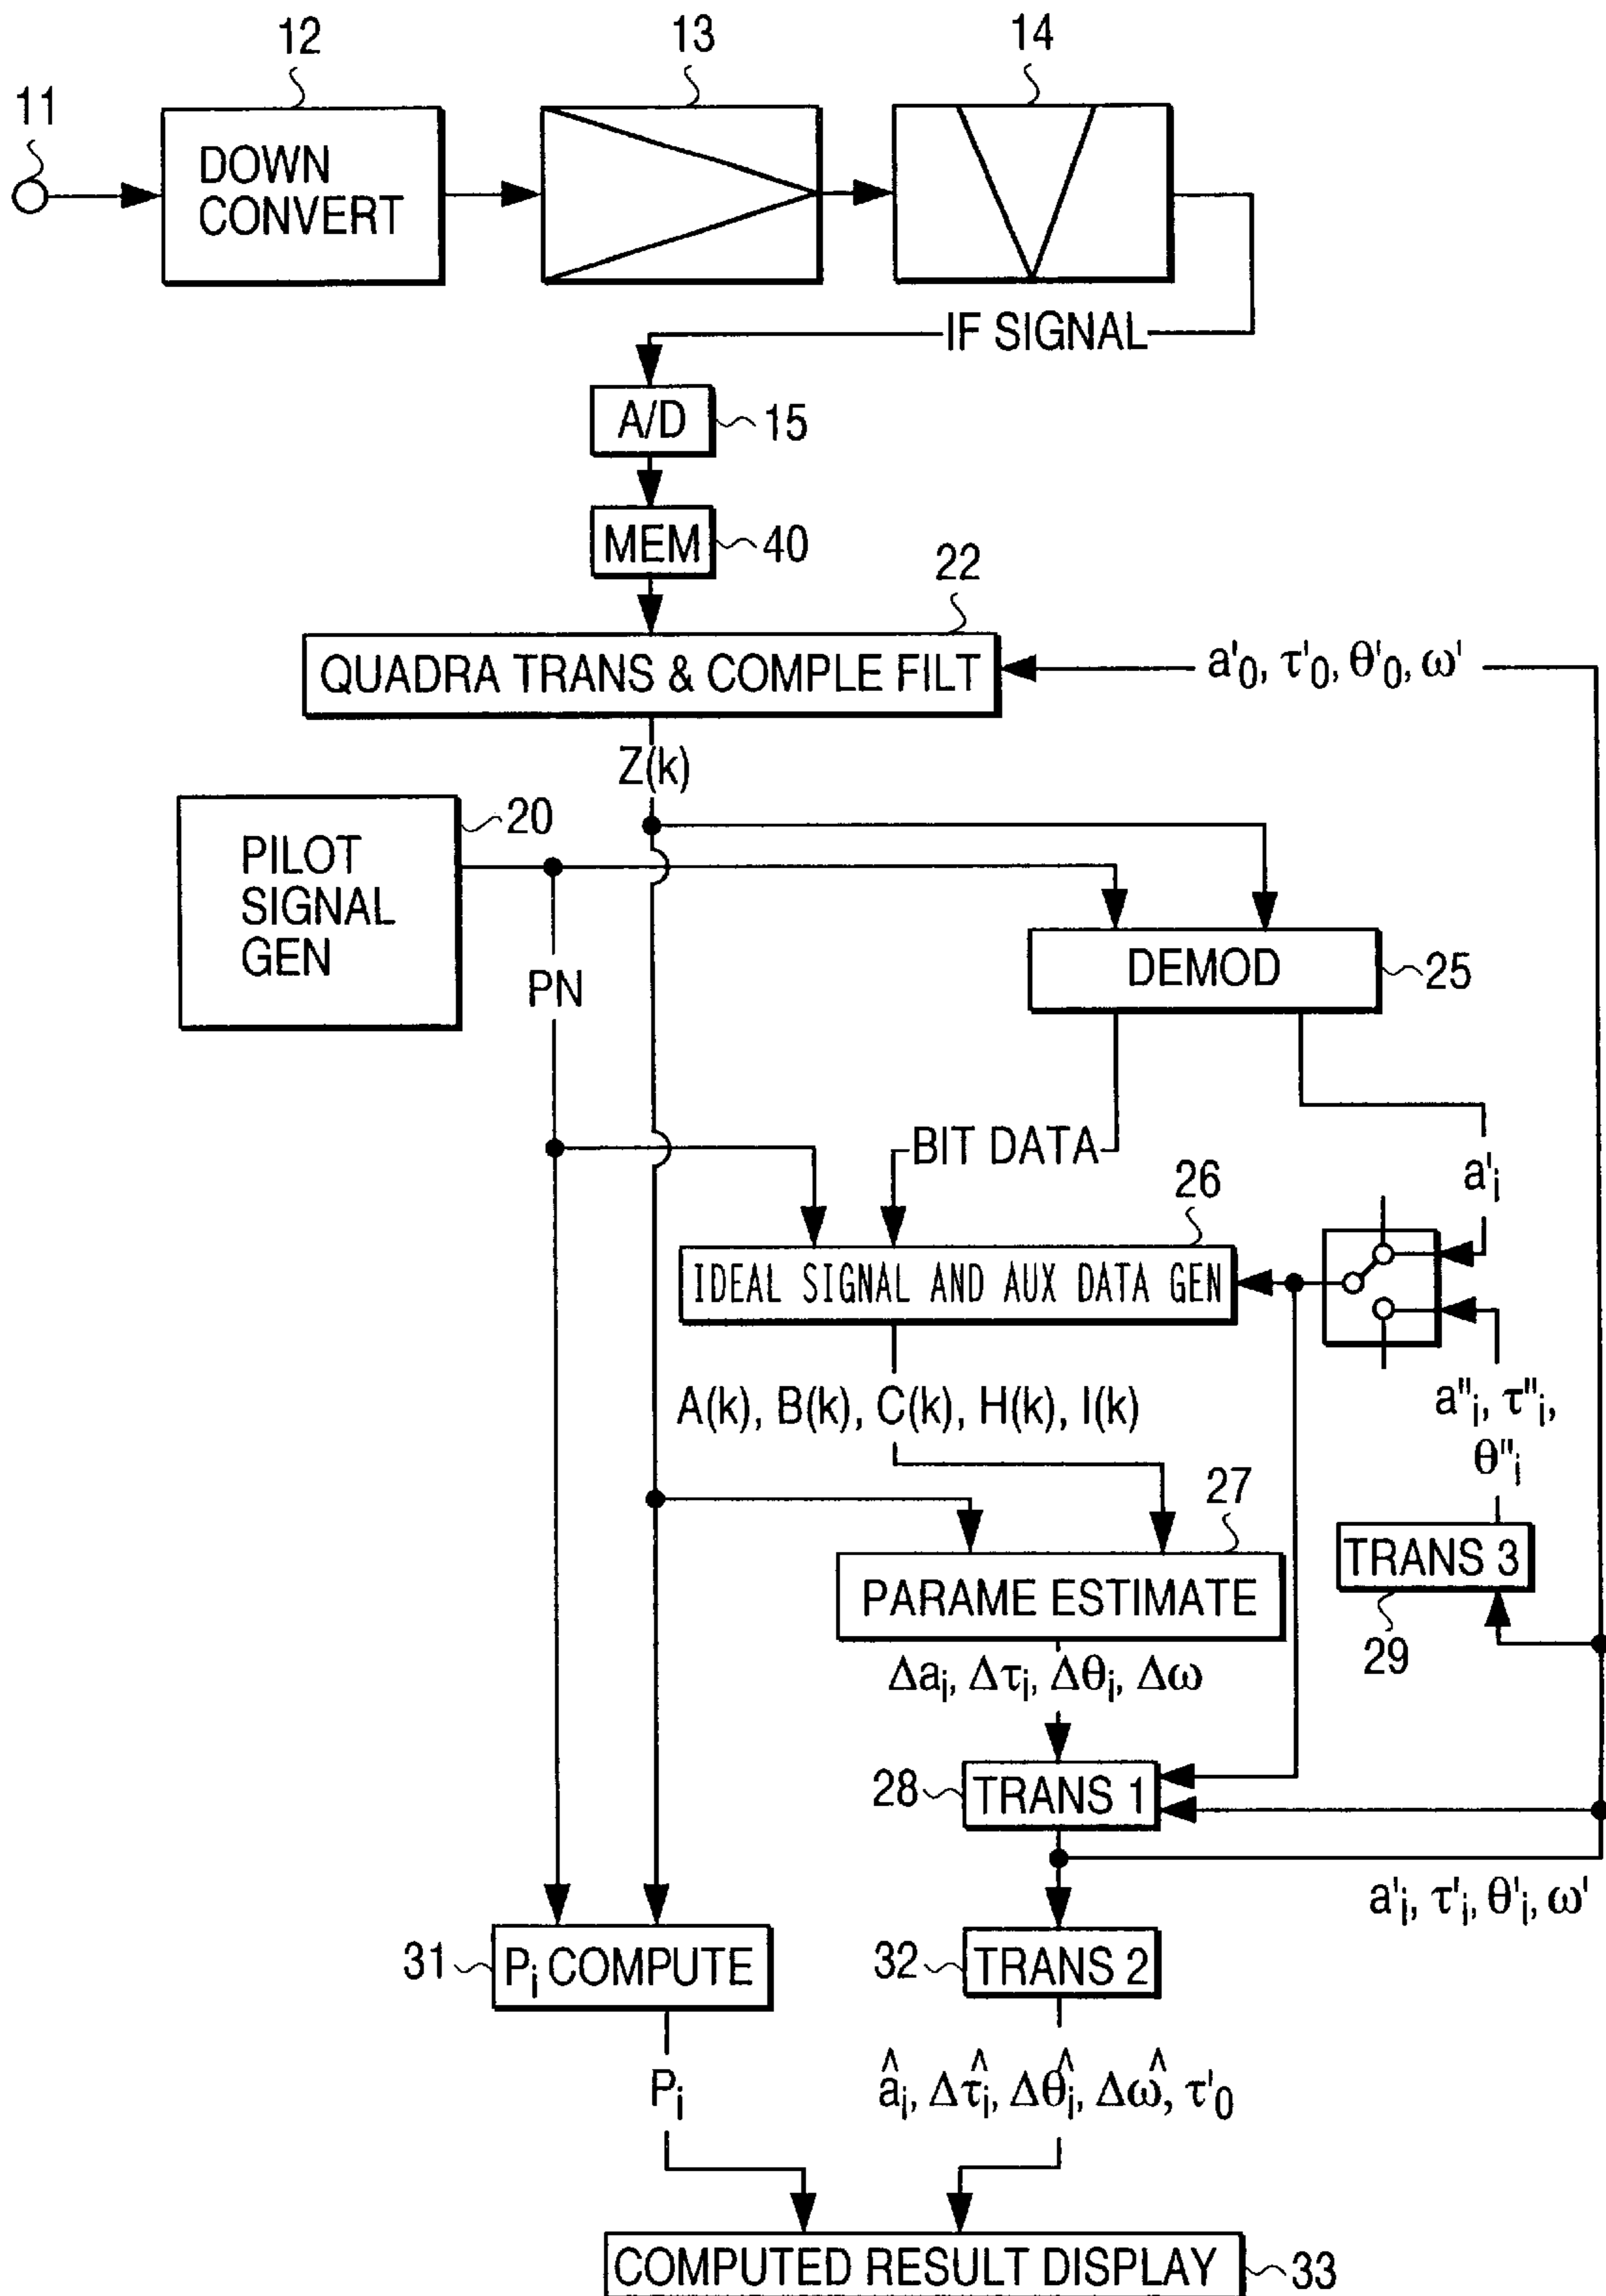 12
13
14
11
DOWN
CONVERT
IF SIGNAL
A/D
15
MEM
40
22
QUADRA TRANS & COMPLE FILT
a'0, τ'0, θ'0, ω'
Z(k)
20
PILOT
SIGNAL
GEN
PN
DEMOD
25
BIT DATA
a'i
26
IDEAL SIGNAL AND AUX DATA GEN
A(k), B(k), C(k), H(k), I(k)
a"i, τ"i,
θ"i
27
PARAME ESTIMATE
TRANS 3
29
Δai, Δτi, Δθi, Δω
28
TRANS 1
a'i, τ'i, θ'i, ω'
31
Pi COMPUTE
32
TRANS 2
Pi
âi, Δτ̂i, Δθ̂i, Δω̂, τ'0
COMPUTED RESULT DISPLAY
33